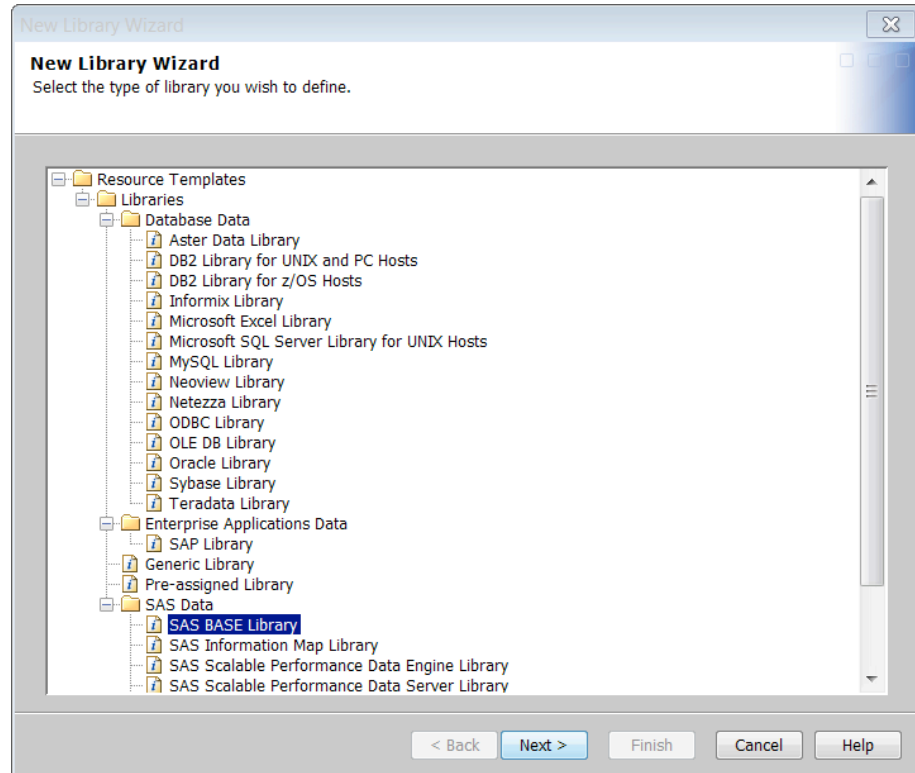 New Library Wizard
New Library Wizard
Select the type of library you wish to define.
Resource Templates
Libraries
Database Data
Aster Data Library
DB2 Library for UNIX and PC Hosts
DB2 Library for z/OS Hosts
Informix Library
Microsoft Excel Library
Microsoft SQL Server Library for UNIX Hosts
MySQL Library
Neoview Library
Netezza Library
ODBC Library
OLE DB Library
Oracle Library
Sybase Library
Teradata Library
Enterprise Applications Data
SAP Library
Generic Library
Pre-assigned Library
SAS Data
SAS BASE Library
SAS Information Map Library
SAS Scalable Performance Data Engine Library
SAS Scalable Performance Data Server Library
< Back Next > Finish Cancel Help